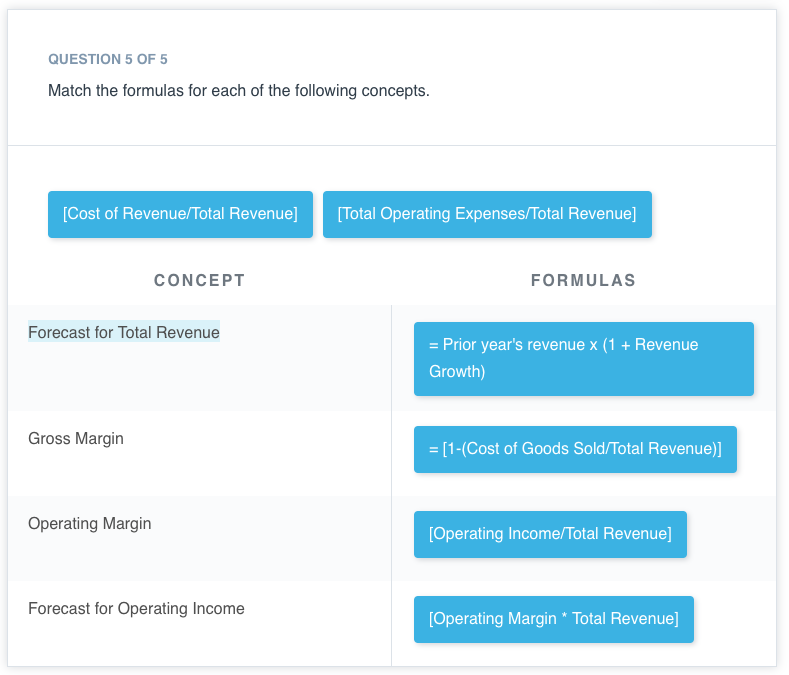 QUESTION 5 OF 5
Match the formulas for each of the following concepts.
[Cost of Revenue/Total Revenue]
[Total Operating Expenses/Total Revenue]
CONCEPT
FORMULAS
Forecast for Total Revenue
= Prior year's revenue x (1 + Revenue
Growth)
Gross Margin
= [1-(Cost of Goods Sold/Total Revenue)]
Operating Margin
[Operating Income/Total Revenue]
Forecast for Operating Income
[Operating Margin * Total Revenue]